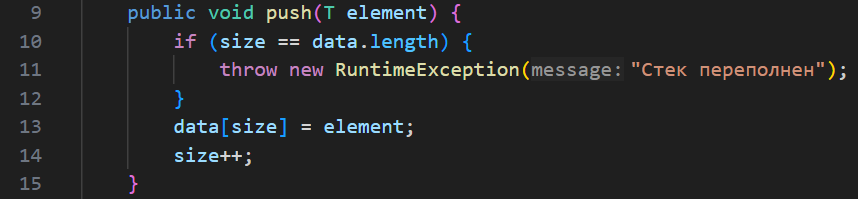 9 public void push(T element) {
10 if (size == data.length) {
11 throw new RuntimeException(message: "Стек переполнен");
12 }
13 data[size] = element;
14 size++;
15 }